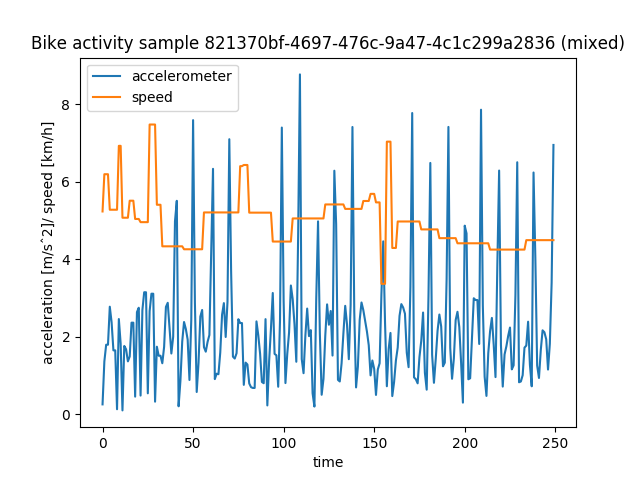 Bike activity sample 821370bf-4697-476c-9a47-4c1c299a2836 (mixed)
accelerometer
speed
acceleration [m/s^2]/ speed [km/h]
8
6
4
2
0
0 50 100 150 200 250
time